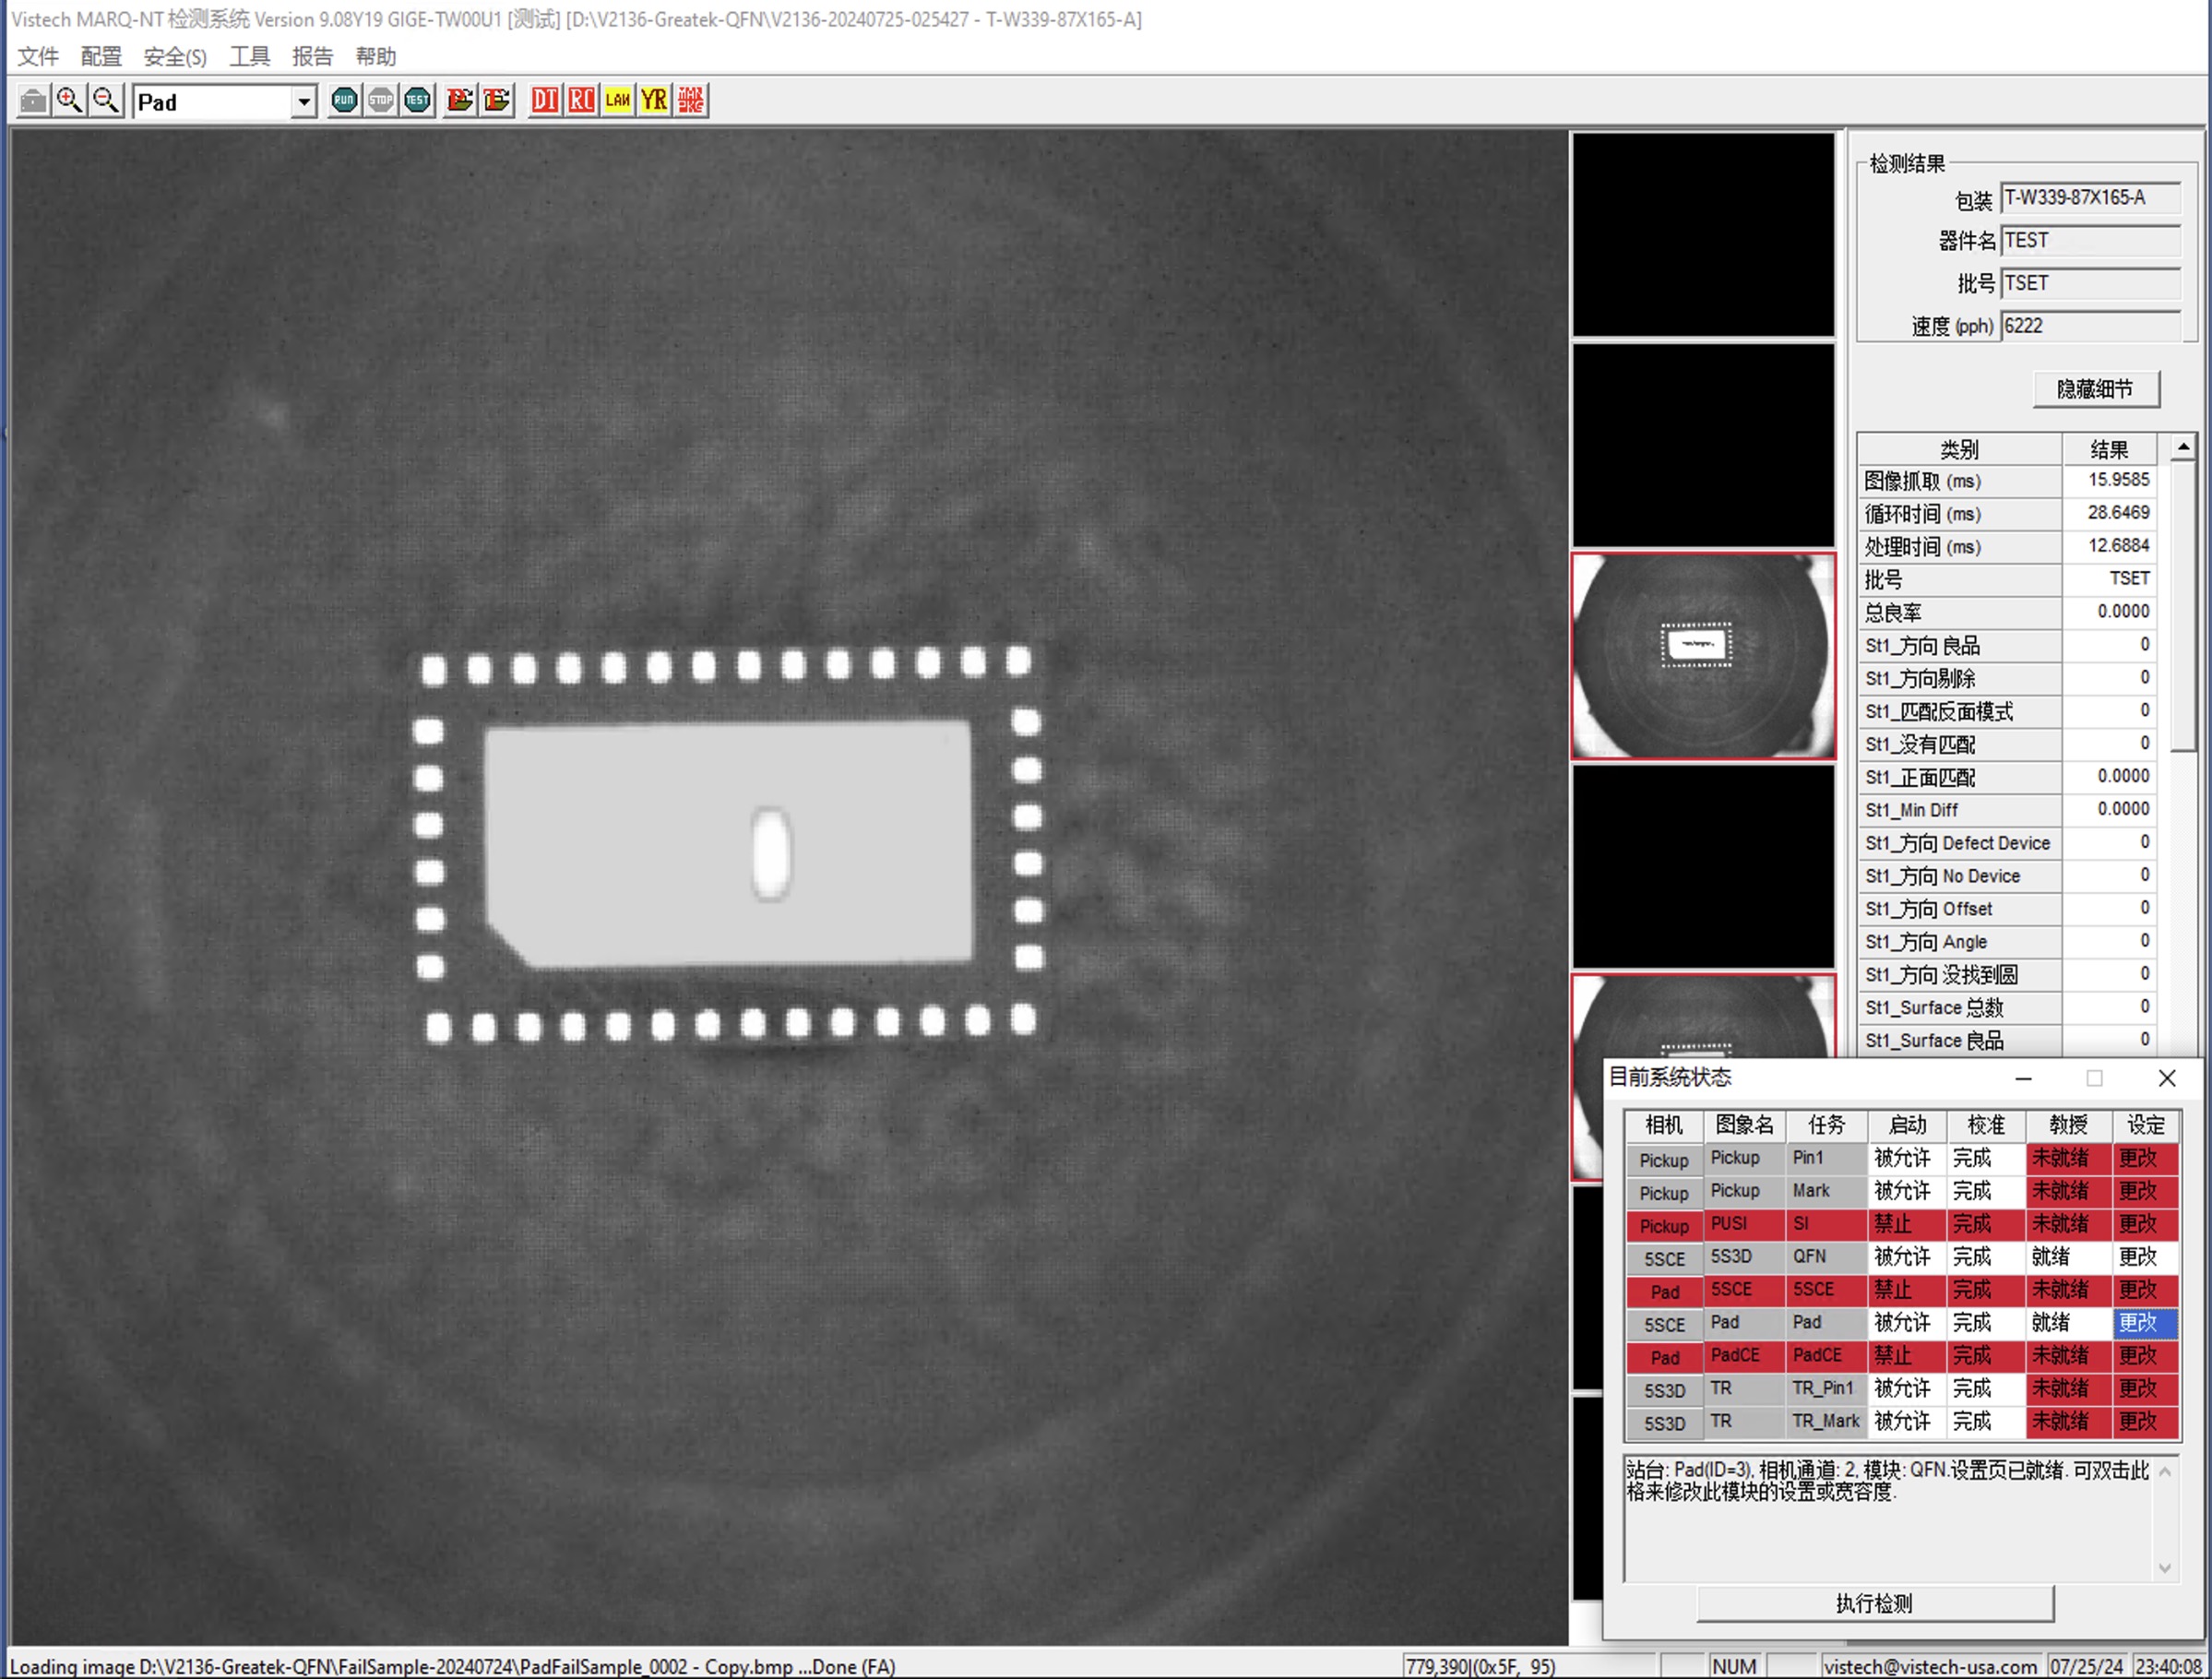 Vistech MARQ-NT 检测系统 Version 9.08Y19 GIGE-TW00U1 [测试] [D:\V2136-Greatek-QFN\V2136-20240725-025427 - T-W339-87X165-A]
文件 配置 安全(S) 工具 报告 帮助
Pad RUN STOP TEST DT RC LAN YR
检测结果
包装 T-W339-87X165-A
器件名 TEST
批号 TSET
速度 (pph) 6222
隐藏细节
类别 结果
图像抓取 (ms) 15.9585
循环时间 (ms) 28.6469
处理时间 (ms) 12.6884
批号 TSET
总良率 0.0000
St1_方向 良品 0
St1_方向剔除 0
St1_匹配反面模式 0
St1_没有匹配 0
St1_正面匹配 0.0000
St1_Min Diff 0.0000
St1_方向 Defect Device 0
St1_方向 No Device 0
St1_方向 Offset 0
St1_方向 Angle 0
St1_方向 没找到圆 0
St1_Surface 总数 0
St1_Surface 良品 0
目前系统状态
相机 图象名 任务 启动 校准 教授 设定
Pickup Pickup Pin1 被允许 完成 未就绪 更改
Pickup Pickup Mark 被允许 完成 未就绪 更改
Pickup PUSI SI 禁止 完成 未就绪 更改
5SCE 5S3D QFN 被允许 完成 就绪 更改
Pad 5SCE 5SCE 禁止 完成 未就绪 更改
5SCE Pad Pad 被允许 完成 就绪 更改
Pad PadCE PadCE 禁止 完成 未就绪 更改
5S3D TR TR_Pin1 被允许 完成 未就绪 更改
5S3D TR TR_Mark 被允许 完成 未就绪 更改
站台: Pad(ID=3), 相机通道: 2, 模块: QFN.设置页已就绪. 可双击此
格来修改此模块的设置或宽容度.
执行检测
Loading image D:\V2136-Greatek-QFN\FailSample-20240724\PadFailSample_0002 - Copy.bmp ...Done (FA) 779,390|(0x5F, 95) NUM vistech@vistech-usa.com 07/25/24 23:40:08